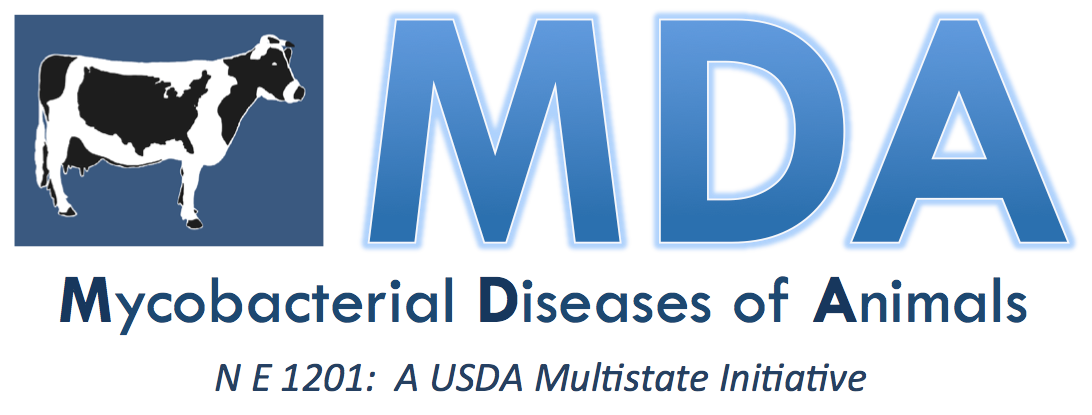 MDA
Mycobacterial Diseases of Animals
N E 1201: A USDA Multistate Initiative